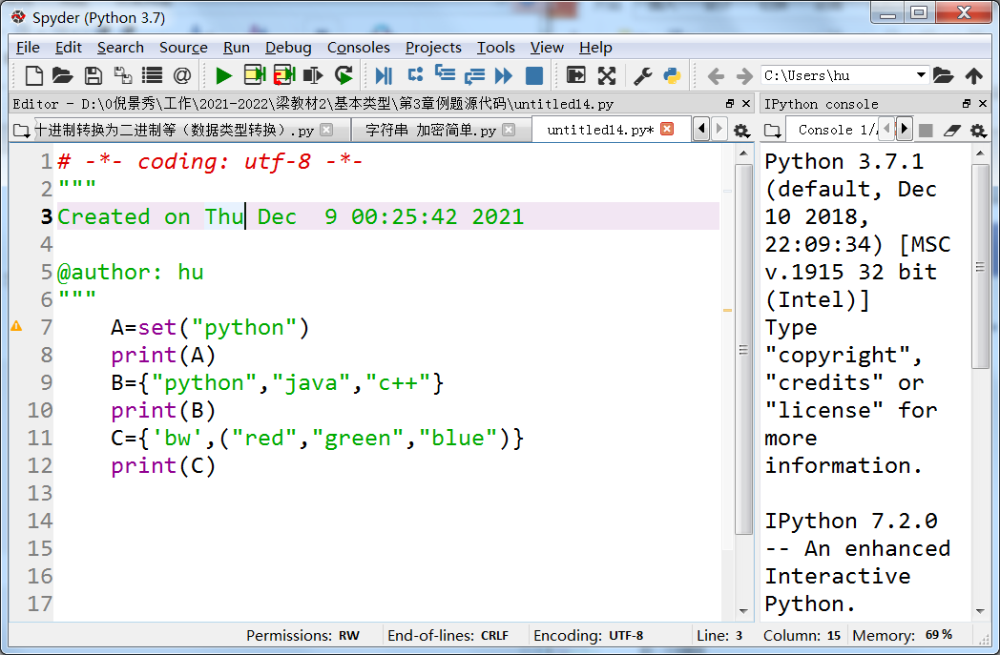 Spyder (Python 3.7)
File Edit Search Source Run Debug Consoles Projects Tools View Help
C:\Users\hu
Editor - D:\0倪景秀\工作\2021-2022\梁教材2\基本类型\第3章例题源代码\untitled14.py
IPython console
十进制转换为二进制等（数据类型转换）.py
字符串 加密简单.py
untitled14.py*
Console 1/
1 # -*- coding: utf-8 -*-
2 """
3 Created on Thu Dec  9 00:25:42 2021
4
5 @author: hu
6 """
7 A=set("python")
8 print(A)
9 B={"python","java","c++"}
10 print(B)
11 C={'bw',("red","green","blue")}
12 print(C)
13
14
15
16
17
Python 3.7.1
(default, Dec
10 2018,
22:09:34) [MSC
v.1915 32 bit
(Intel)]
Type
"copyright",
"credits" or
"license" for
more
information.
IPython 7.2.0
-- An enhanced
Interactive
Python.
Permissions: RW End-of-lines: CRLF Encoding: UTF-8 Line: 3 Column: 15 Memory: 69 %